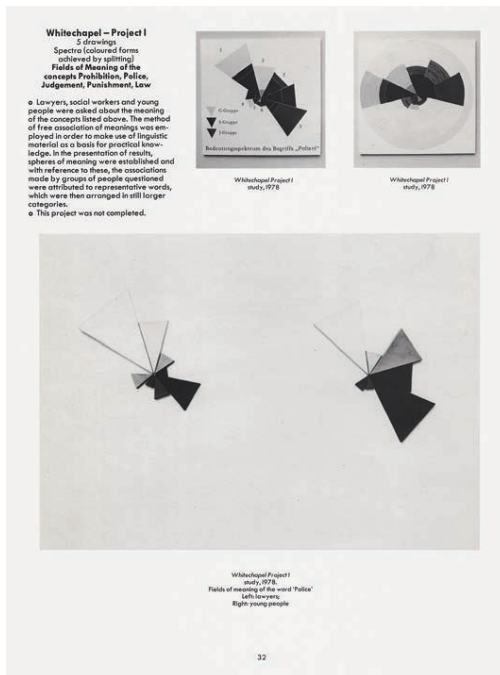 Whitechapel – Project I
5 drawings
Spectra (coloured forms
achieved by splitting)
Fields of Meaning of the
concepts Prohibition, Police,
Judgement, Punishment, Law
o Lawyers, social workers and young
people were asked about the meaning
of the concepts listed above. The method
of free association of meanings was em-
ployed in order to make use of linguistic
material as a basis for practical know-
ledge. In the presentation of results,
spheres of meaning were established and
with reference to these, the associations
made by groups of people questioned
were attributed to representative words,
which were then arranged in still larger
categories.
o This project was not completed.
1
2
3
G-Gruppe
S-Gruppe
J-Gruppe
Bedeutungsspektrum des Begriffs „Polizei“
Whitechapel Project I
study, 1978
Whitechapel Project I
study, 1978
Whitechapel Project I
study, 1978.
Fields of meaning of the word 'Police'
Left: lawyers;
Right: young people
32